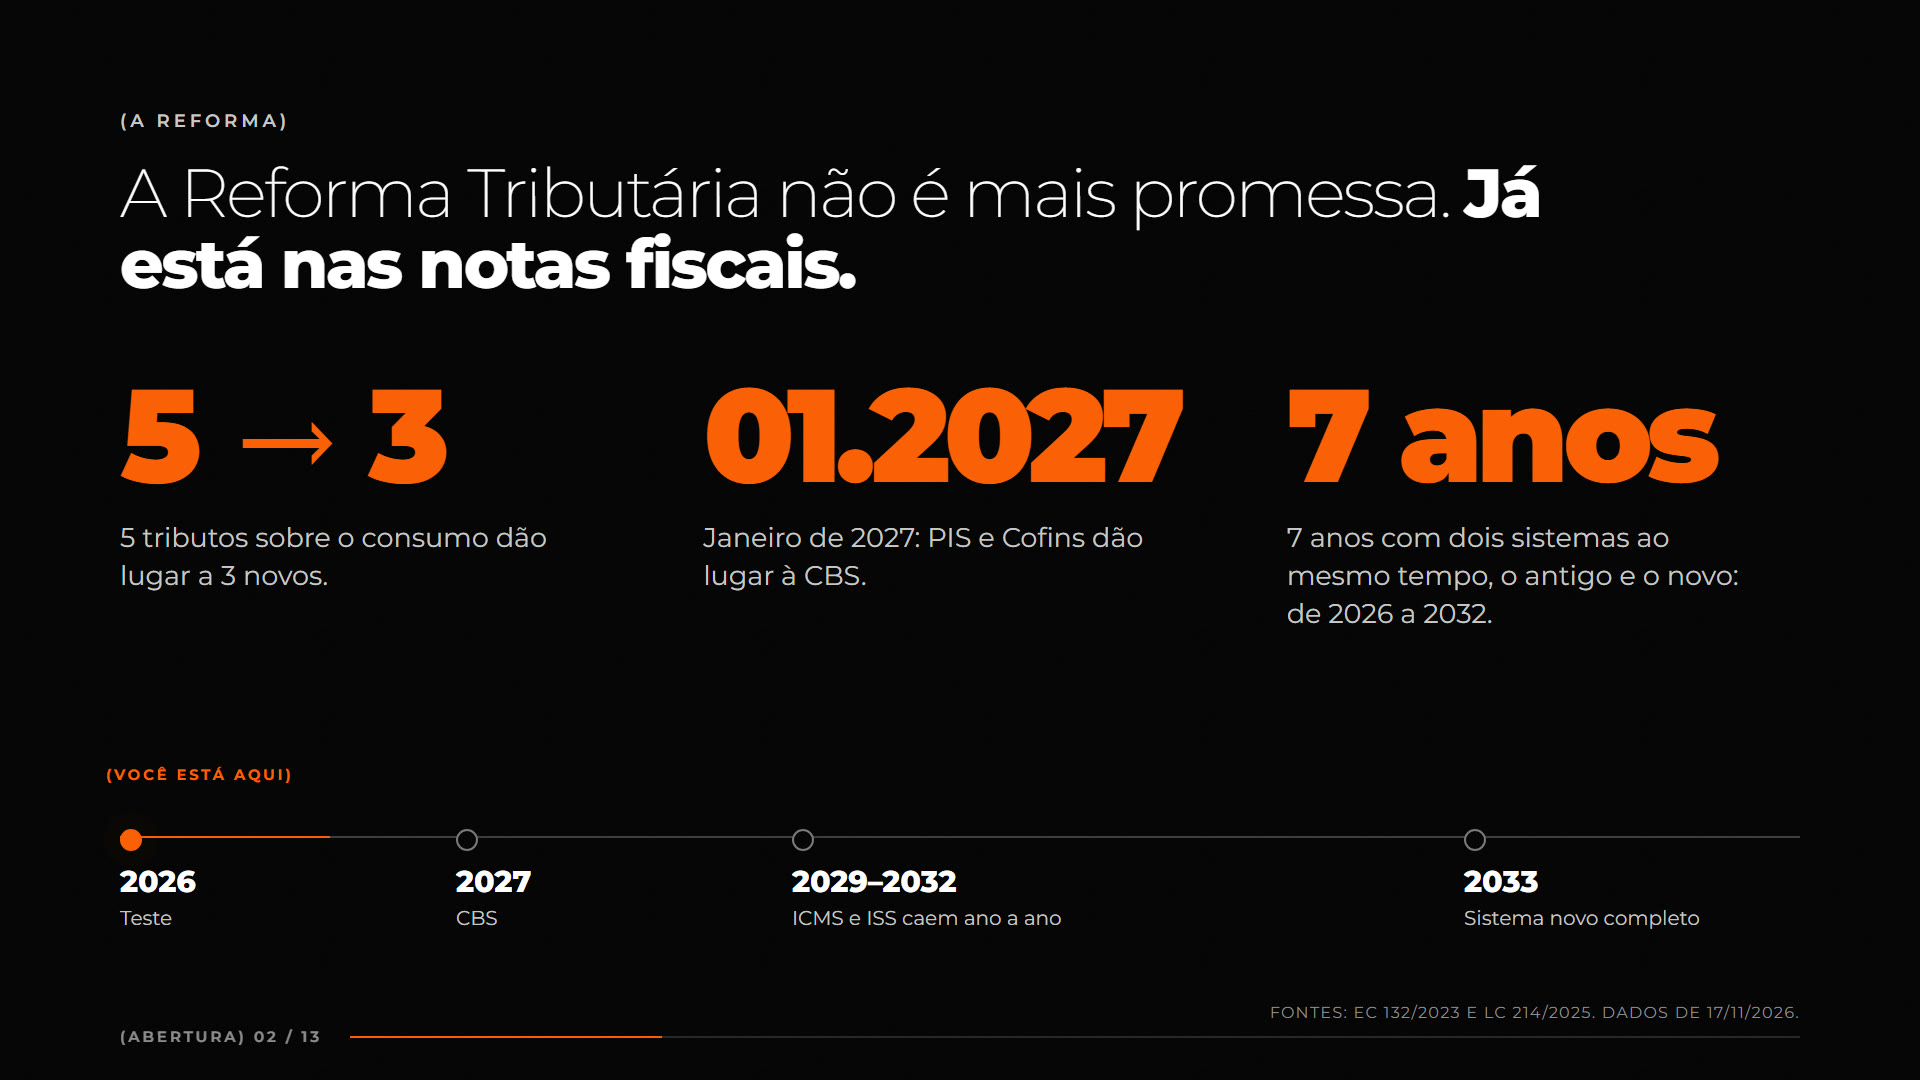 (A REFORMA)
A Reforma Tributária não é mais promessa. Já
está nas notas fiscais.
5 → 3
5 tributos sobre o consumo dão
lugar a 3 novos.
01.2027
Janeiro de 2027: PIS e Cofins dão
lugar à CBS.
7 anos
7 anos com dois sistemas ao
mesmo tempo, o antigo e o novo:
de 2026 a 2032.
(VOCÊ ESTÁ AQUI)
2026
Teste
2027
CBS
2029–2032
ICMS e ISS caem ano a ano
2033
Sistema novo completo
FONTES: EC 132/2023 E LC 214/2025. DADOS DE 17/11/2026.
(ABERTURA) 02 / 13